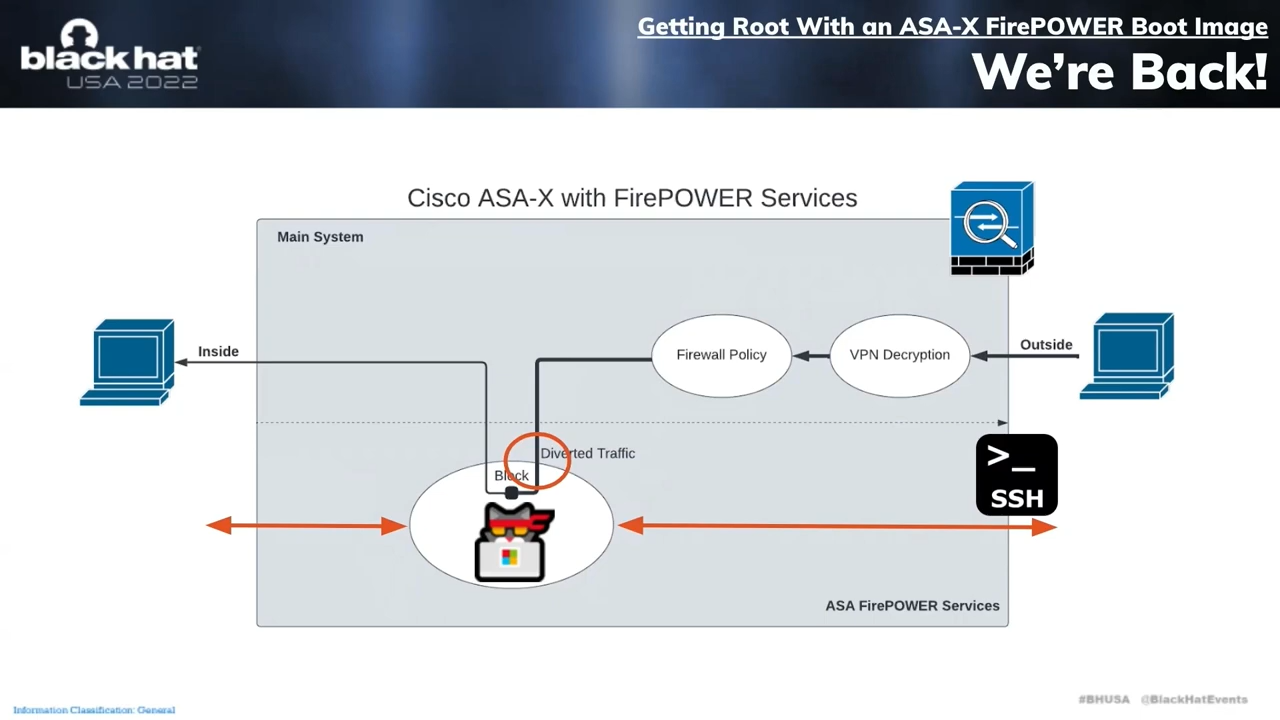 black hat
USA 2022
Getting Root With an ASA-X FirePOWER Boot Image
We're Back!
Cisco ASA-X with FirePOWER Services
Main System
Inside
Firewall Policy
VPN Decryption
Outside
Diverted Traffic
Block
>_
SSH
ASA FirePOWER Services
Information Classification: General
#BHUSA @BlackHatEvents